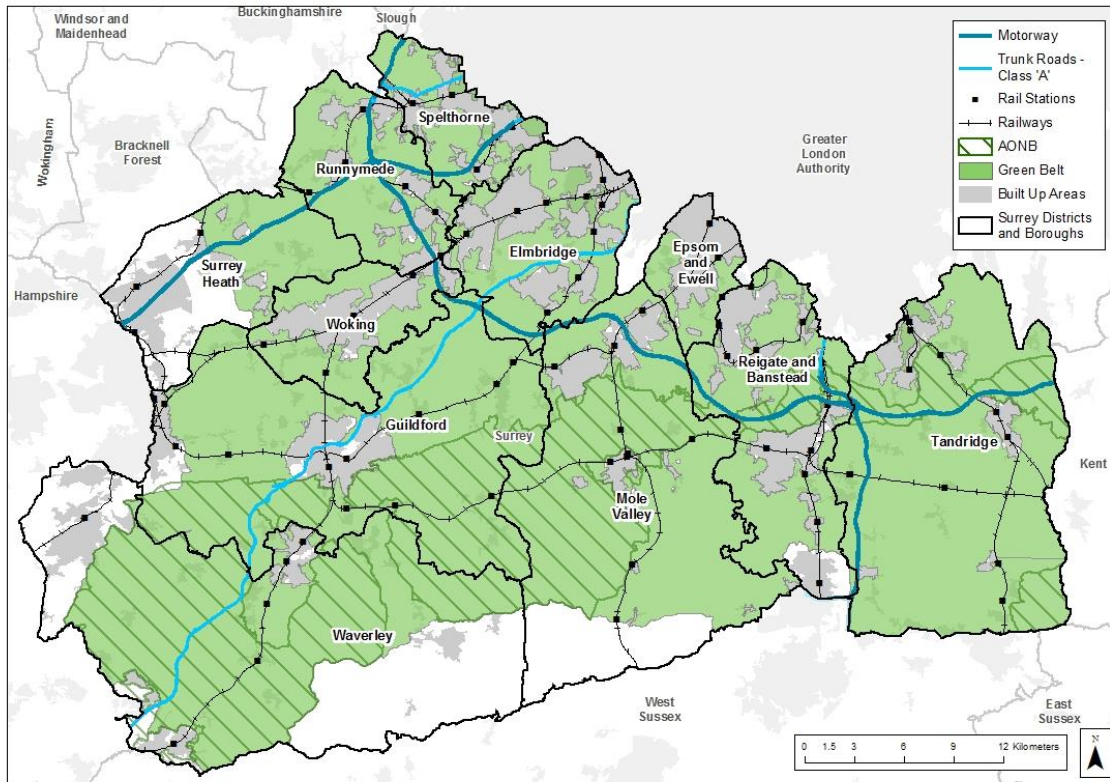 Windsor and
Maidenhead
Buckinghamshire
Slough
Wokingham
Bracknell
Forest
Hampshire
Greater
London
Authority
Kent
West
Sussex
East
Sussex
Surrey
Spelthorne
Runnymede
Elmbridge
Epsom
and
Ewell
Surrey
Heath
Woking
Reigate and
Banstead
Guildford
Tandridge
Mole
Valley
Waverley
Motorway
Trunk Roads -
Class 'A'
Rail Stations
Railways
AONB
Green Belt
Built Up Areas
Surrey Districts
and Boroughs
0 1.5 3 6 9 12 Kilometers
N